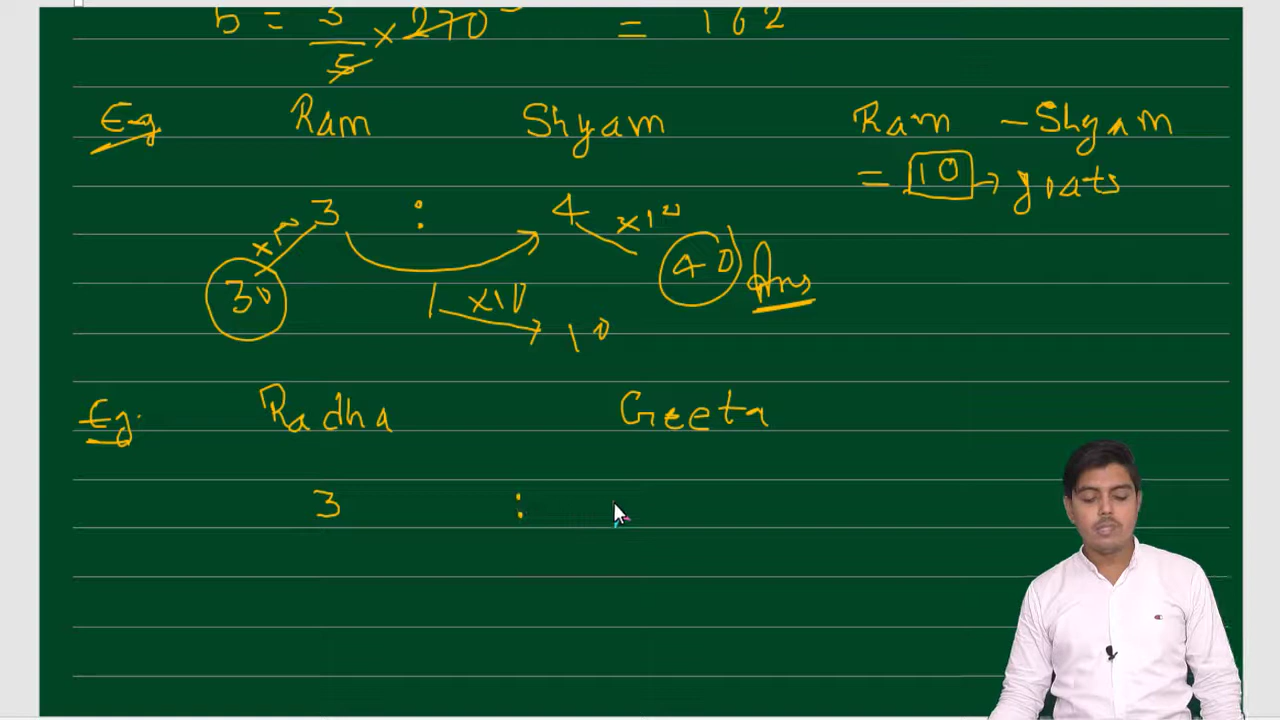 b = 3/5 × 270 = 162
Eg Ram Shyam Ram - Shyam
= 10 → goats
3 : 4 ×10
×10
30 40 Ans
1 ×10
10
Eg. Radha Geeta
3 :